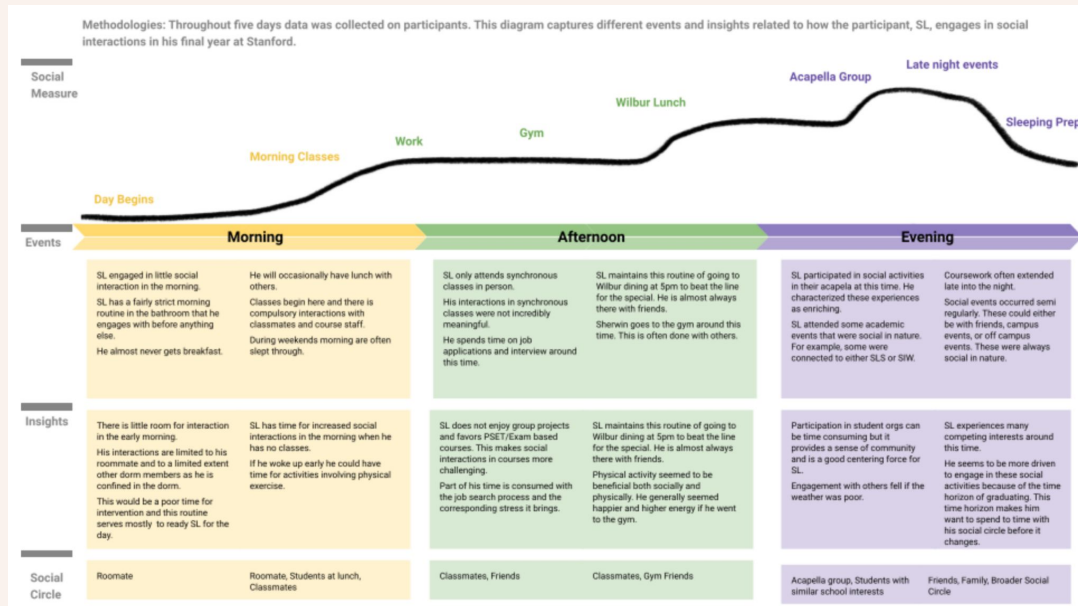 Methodologies: Throughout five days data was collected on participants. This diagram captures different events and insights related to how the participant, SL, engages in social
interactions in his final year at Stanford.
Social
Measure
Day Begins
Morning Classes
Work
Gym
Wilbur Lunch
Acapella Group
Late night events
Sleeping Prep
Events
Morning
Afternoon
Evening
SL engaged in little social
interaction in the morning.
SL has a fairly strict morning
routine in the bathroom that he
engages with before anything
else.
He almost never gets breakfast.
He will occasionally have lunch with
others.
Classes begin here and there is
compulsory interactions with
classmates and course staff.
During weekends morning are often
slept through.
SL only attends synchronous
classes in person.
His interactions in synchronous
classes were not incredibly
meaningful.
He spends time on job
applications and interview around
this time.
SL maintains this routine of going to
Wilbur dining at 5pm to beat the line
for the special. He is almost always
there with friends.
Sherwin goes to the gym around this
time. This is often done with others.
SL participated in social activities
in their acapela at this time. He
characterized these experiences
as enriching.
SL attended some academic
events that were social in nature.
For example, some were
connected to either SLS or SIW.
Coursework often extended
late into the night.
Social events occurred semi
regularly. These could either
be with friends, campus
events, or off campus
events. These were always
social in nature.
Insights
There is little room for interaction
in the early morning.
His interactions are limited to his
roommate and to a limited extent
other dorm members as he is
confined in the dorm.
This would be a poor time for
intervention and this routine
serves mostly to ready SL for the
day.
SL has time for increased social
interactions in the morning when he
has no classes.
If he woke up early he could have
time for activities involving physical
exercise.
SL does not enjoy group projects
and favors PSET/Exam based
courses. This makes social
interactions in courses more
challenging.
Part of his time is consumed with
the job search process and the
corresponding stress it brings.
SL maintains this routine of going to
Wilbur dining at 5pm to beat the line
for the special. He is almost always
there with friends.
Physical activity seemed to be
beneficial both socially and
physically. He generally seemed
happier and higher energy if he went
to the gym.
Participation in student orgs
can be time consuming but it
provides a sense of community
and is a good centering force for
SL.
Engagement with others fell if the
weather was poor.
SL experiences many
competing interests around
this time.
He seems to be more driven
to engage in these social
activities because of the time
horizon of graduating. This
time horizon makes him
want to spend to time with
his social circle before it
changes.
Social
Circle
Roomate
Roomate, Students at lunch,
Classmates
Classmates, Friends
Classmates, Gym Friends
Acapella group, Students with
similar school interests
Friends, Family, Broader Social
Circle